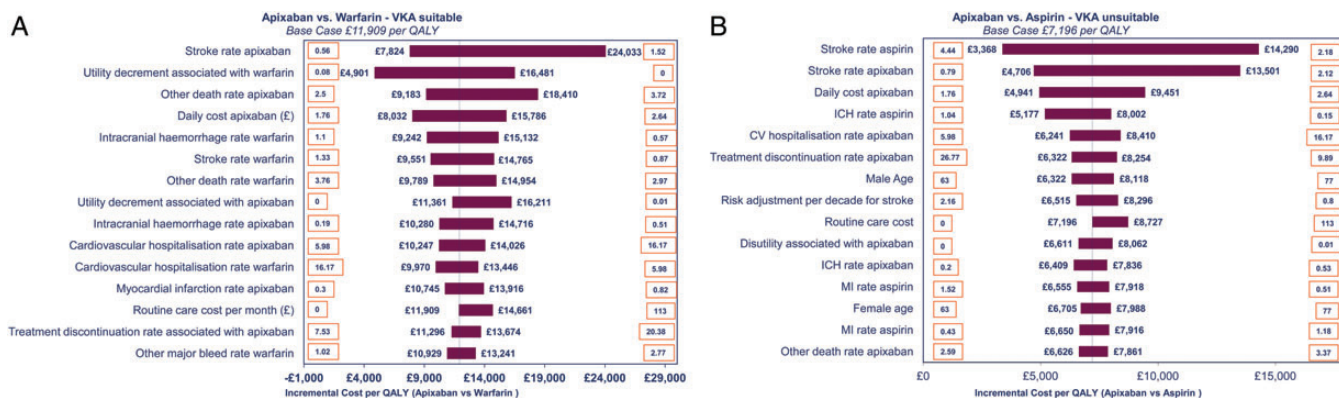 A
Apixaban vs. Warfarin - VKA suitable
Base Case £11,909 per QALY
Stroke rate apixaban 0.56 £7,824 £24,033 1.52
Utility decrement associated with warfarin 0.08 £4,901 £16,481 0
Other death rate apixaban 2.5 £9,183 £18,410 3.72
Daily cost apixaban (£) 1.76 £8,032 £15,786 2.64
Intracranial haemorrhage rate warfarin 1.1 £9,242 £15,132 0.57
Stroke rate warfarin 1.33 £9,551 £14,765 0.87
Other death rate warfarin 3.76 £9,789 £14,954 2.97
Utility decrement associated with apixaban 0 £11,361 £16,211 0.01
Intracranial haemorrhage rate apixaban 0.19 £10,280 £14,716 0.51
Cardiovascular hospitalisation rate apixaban 5.98 £10,247 £14,026 16.17
Cardiovascular hospitalisation rate warfarin 16.17 £9,970 £13,446 5.98
Myocardial infarction rate apixaban 0.3 £10,745 £13,916 0.82
Routine care cost per month (£) 0 £11,909 £14,661 113
Treatment discontinuation rate associated with apixaban 7.53 £11,296 £13,674 20.38
Other major bleed rate warfarin 1.02 £10,929 £13,241 2.77
-£1,000 £4,000 £9,000 £14,000 £19,000 £24,000 £29,000
Incremental Cost per QALY (Apixaban vs Warfarin )
B
Apixaban vs. Aspirin - VKA unsuitable
Base Case £7,196 per QALY
Stroke rate aspirin 4.44 £3,368 £14,290 2.18
Stroke rate apixaban 0.79 £4,706 £13,501 2.12
Daily cost apixaban 1.76 £4,941 £9,451 2.64
ICH rate aspirin 1.04 £5,177 £8,002 0.15
CV hospitalisation rate apixaban 5.98 £6,241 £8,410 16.17
Treatment discontinuation rate apixaban 26.77 £6,322 £8,254 9.89
Male Age 63 £6,322 £8,118 77
Risk adjustment per decade for stroke 2.16 £6,515 £8,296 0.8
Routine care cost 0 £7,196 £8,727 113
Disutility associated with apixaban 0 £6,611 £8,062 0.01
ICH rate apixaban 0.2 £6,409 £7,836 0.53
MI rate apixaban 1.52 £6,555 £7,918 0.51
Female age 63 £6,705 £7,988 77
MI rate aspirin 0.43 £6,650 £7,916 1.18
Other death rate apixaban 2.59 £6,626 £7,861 3.37
£0 £5,000 £10,000 £15,000
Incremental Cost per QALY (Apixaban vs Aspirin )